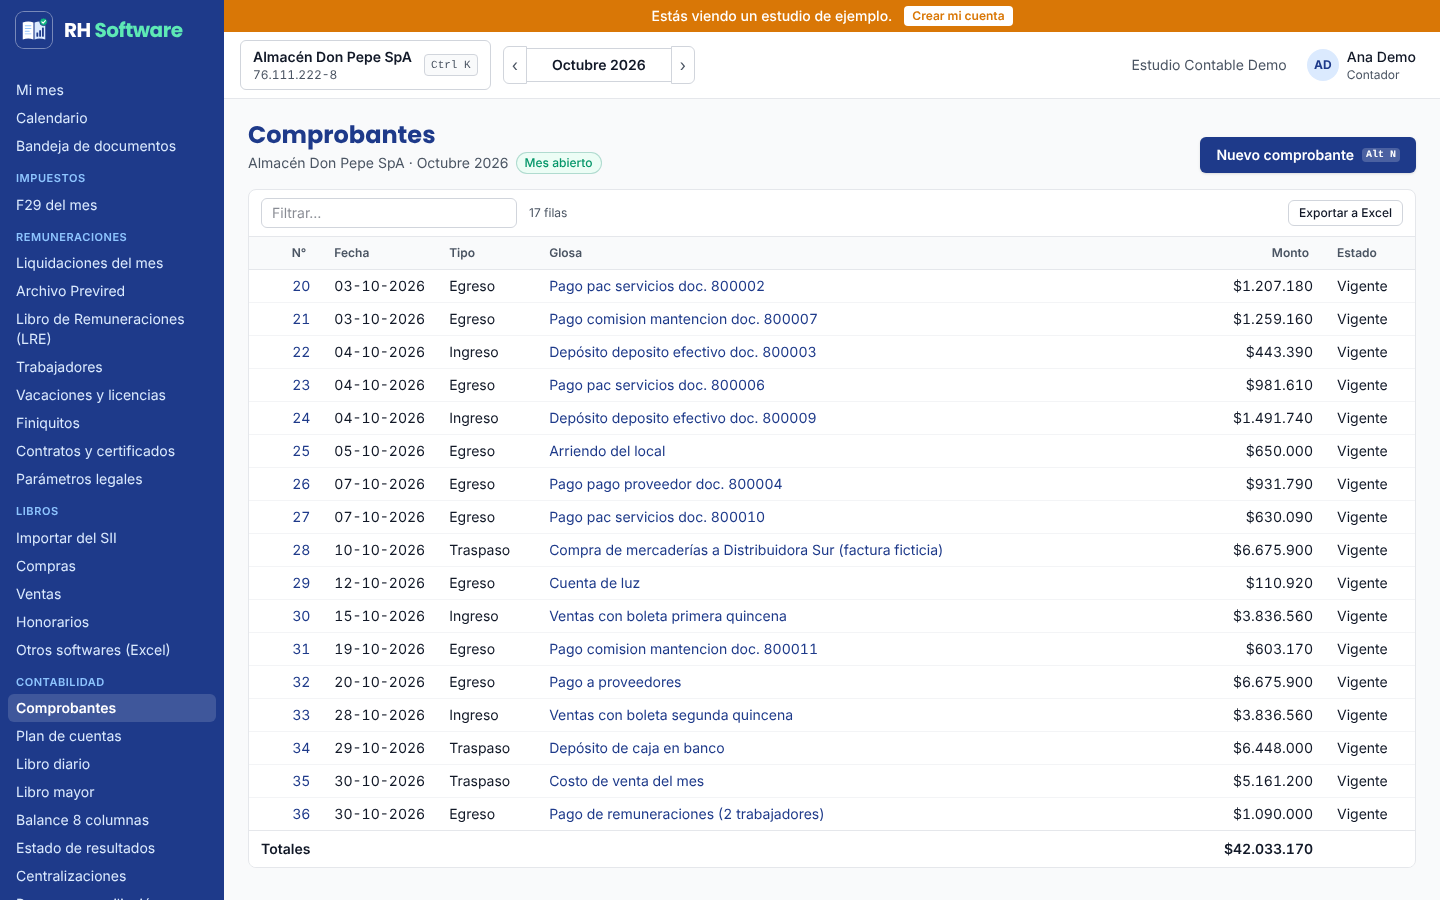 RH Software
Estás viendo un estudio de ejemplo. Crear mi cuenta
Almacén Don Pepe SpA
76.111.222-8
Ctrl K
‹ Octubre 2026 ›
Estudio Contable Demo
AD
Ana Demo
Contador
Mi mes
Calendario
Bandeja de documentos
IMPUESTOS
F29 del mes
REMUNERACIONES
Liquidaciones del mes
Archivo Previred
Libro de Remuneraciones
(LRE)
Trabajadores
Vacaciones y licencias
Finiquitos
Contratos y certificados
Parámetros legales
LIBROS
Importar del SII
Compras
Ventas
Honorarios
Otros softwares (Excel)
CONTABILIDAD
Comprobantes
Plan de cuentas
Libro diario
Libro mayor
Balance 8 columnas
Estado de resultados
Centralizaciones
Comprobantes
Almacén Don Pepe SpA · Octubre 2026 Mes abierto
Nuevo comprobante Alt N
Filtrar... 17 filas Exportar a Excel
N° Fecha Tipo Glosa Monto Estado
20 03-10-2026 Egreso Pago pac servicios doc. 800002 $1.207.180 Vigente
21 03-10-2026 Egreso Pago comision mantencion doc. 800007 $1.259.160 Vigente
22 04-10-2026 Ingreso Depósito deposito efectivo doc. 800003 $443.390 Vigente
23 04-10-2026 Egreso Pago pac servicios doc. 800006 $981.610 Vigente
24 04-10-2026 Ingreso Depósito deposito efectivo doc. 800009 $1.491.740 Vigente
25 05-10-2026 Egreso Arriendo del local $650.000 Vigente
26 07-10-2026 Egreso Pago pago proveedor doc. 800004 $931.790 Vigente
27 07-10-2026 Egreso Pago pac servicios doc. 800010 $630.090 Vigente
28 10-10-2026 Traspaso Compra de mercaderías a Distribuidora Sur (factura ficticia) $6.675.900 Vigente
29 12-10-2026 Egreso Cuenta de luz $110.920 Vigente
30 15-10-2026 Ingreso Ventas con boleta primera quincena $3.836.560 Vigente
31 19-10-2026 Egreso Pago comision mantencion doc. 800011 $603.170 Vigente
32 20-10-2026 Egreso Pago a proveedores $6.675.900 Vigente
33 28-10-2026 Ingreso Ventas con boleta segunda quincena $3.836.560 Vigente
34 29-10-2026 Traspaso Depósito de caja en banco $6.448.000 Vigente
35 30-10-2026 Traspaso Costo de venta del mes $5.161.200 Vigente
36 30-10-2026 Egreso Pago de remuneraciones (2 trabajadores) $1.090.000 Vigente
Totales $42.033.170